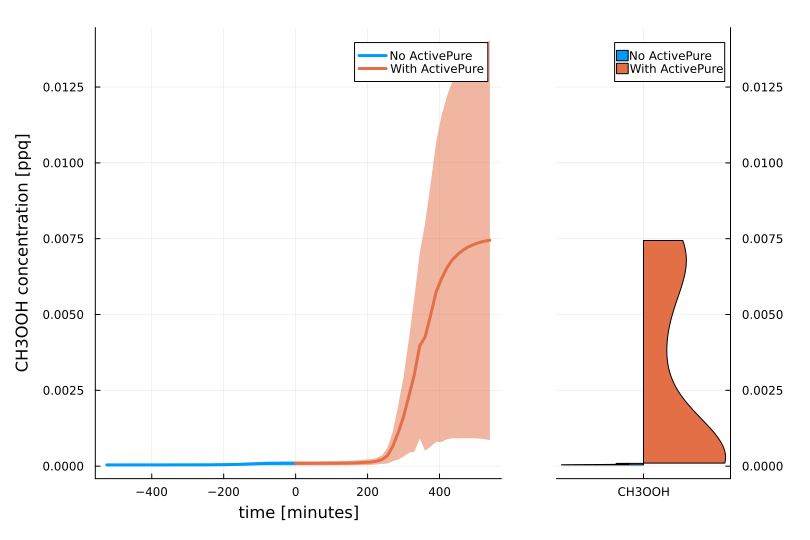 No ActivePure
With ActivePure
No ActivePure
With ActivePure
0.0125
0.0100
0.0075
0.0050
0.0025
0.0000
CH3OOH concentration [ppq]
−400
−200
0
200
400
time [minutes]
0.0125
0.0100
0.0075
0.0050
0.0025
0.0000
CH3OOH